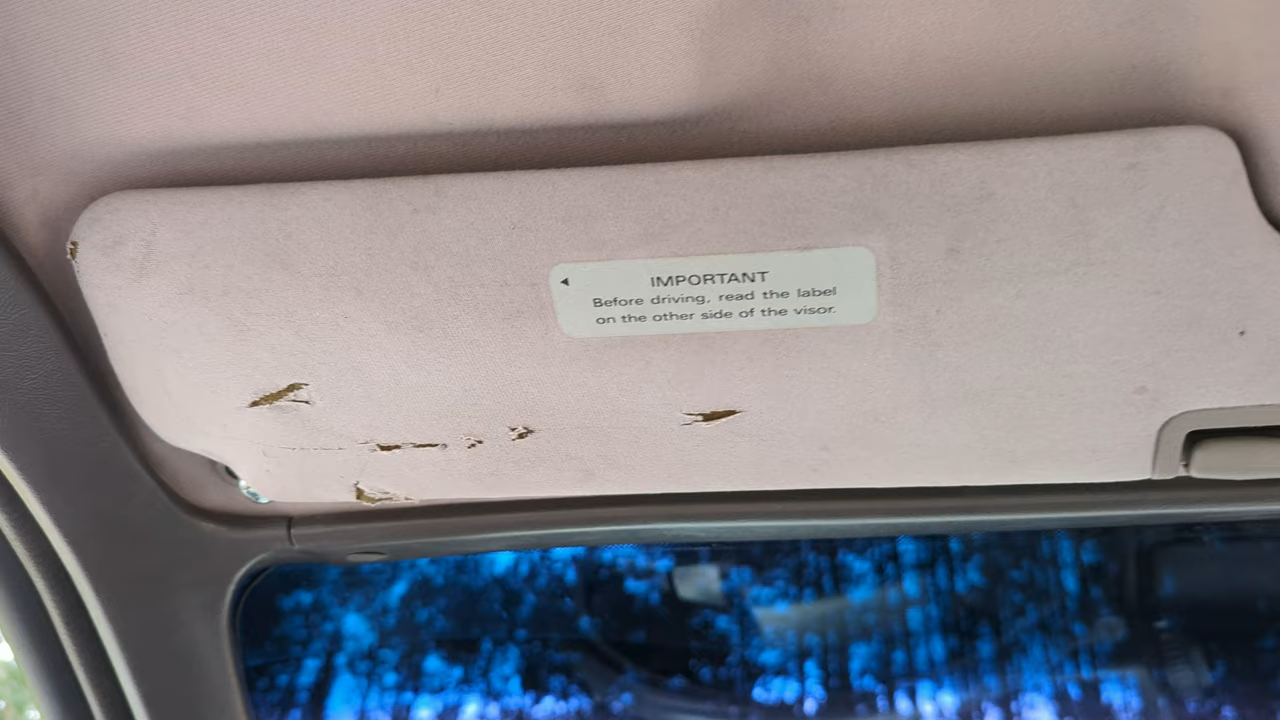 IMPORTANT
Before driving, read the label
on the other side of the visor.